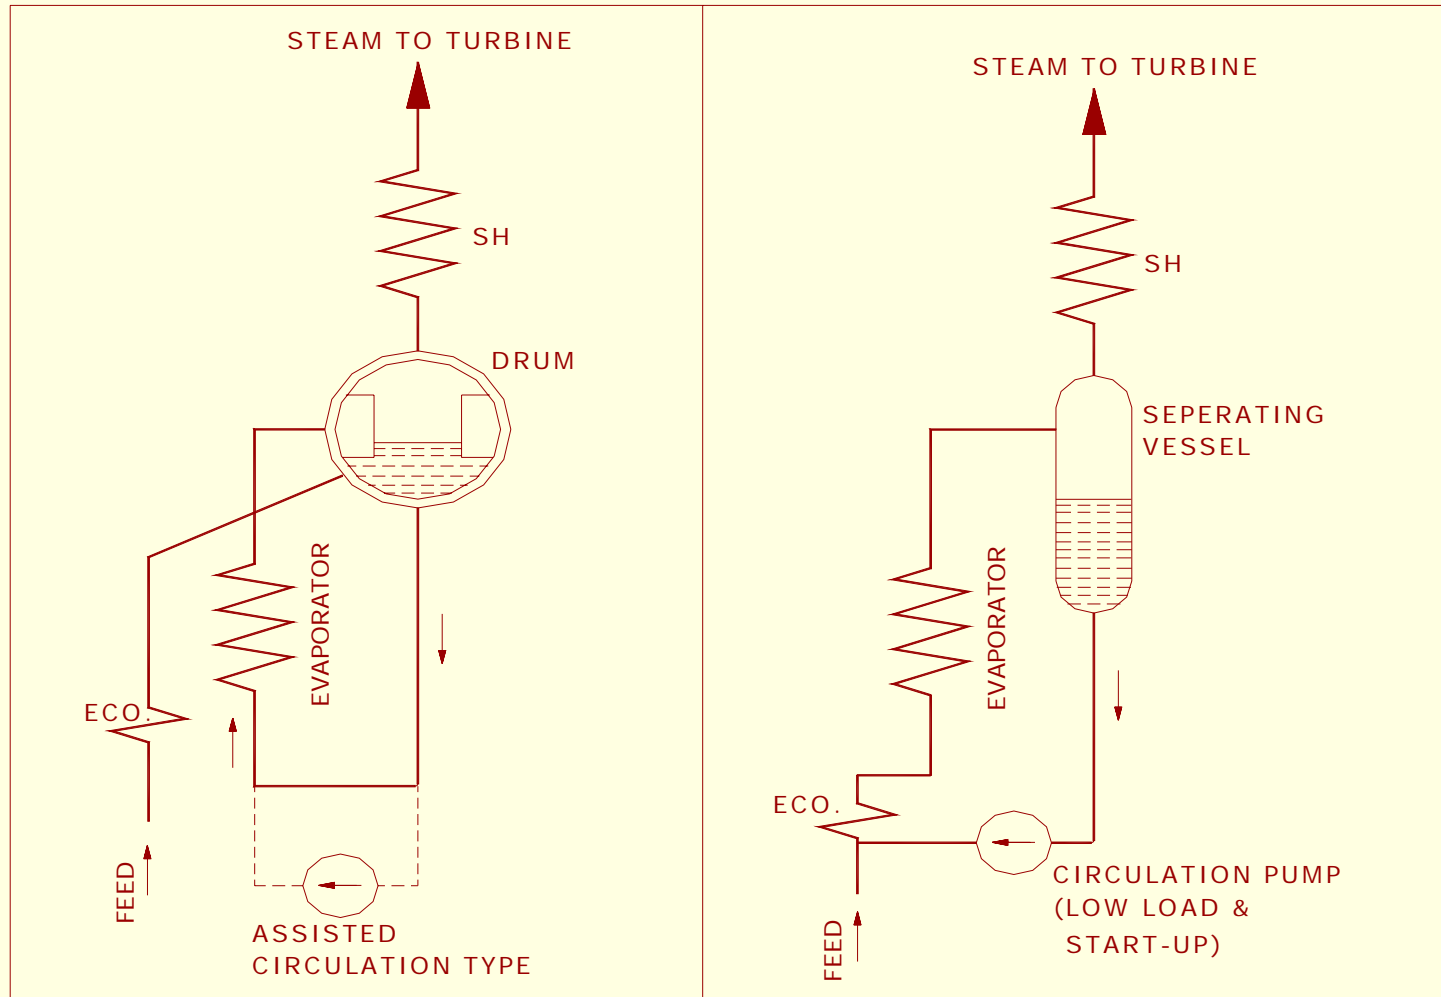 STEAM TO TURBINE
SH
DRUM
EVAPORATOR
ECO.
FEED
ASSISTED
CIRCULATION TYPE
STEAM TO TURBINE
SH
SEPERATING
VESSEL
EVAPORATOR
ECO.
CIRCULATION PUMP
(LOW LOAD &
START-UP)
FEED